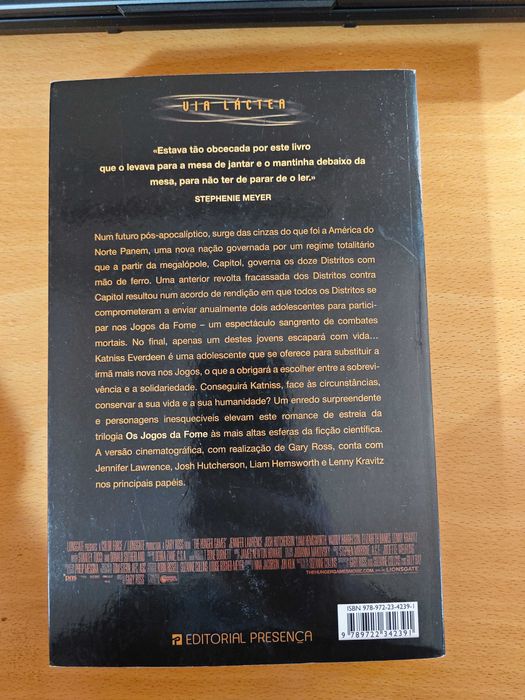 VIA LÁCTEA
«Estava tão obcecada por este livro
que o levava para a mesa de jantar e o mantinha debaixo da
mesa, para não ter de parar de o ler.»
STEPHENIE MEYER
Num futuro pós-apocalíptico, surge das cinzas do que foi a América do
Norte Panem, uma nova nação governada por um regime totalitário
que a partir da megalópole, Capitol, governa os doze Distritos com
mão de ferro. Uma anterior revolta fracassada dos Distritos contra
Capitol resultou num acordo de rendição em que todos os Distritos se
comprometeram a enviar anualmente dois adolescentes para partici-
par nos Jogos da Fome – um espectáculo sangrento de combates
mortais. No final, apenas um destes jovens escapará com vida...
Katniss Everdeen é uma adolescente que se oferece para substituir a
irmã mais nova nos Jogos, o que a obrigará a escolher entre a sobrevi-
vência e a solidariedade. Conseguirá Katniss, face às circunstâncias,
conservar a sua vida e a sua humanidade? Um enredo surpreendente
e personagens inesquecíveis elevam este romance de estreia da
trilogia Os Jogos da Fome às mais altas esferas da ficção científica.
A versão cinematográfica, com realização de Gary Ross, conta com
Jennifer Lawrence, Josh Hutcherson, Liam Hemsworth e Lenny Kravitz
nos principais papéis.
LIONSGATE
THEHUNGERGAMESMOVIE.COM
LIONSGATE
ISBN 978-972-23-4239-1
9 789722 342391
EDITORIAL PRESENÇA